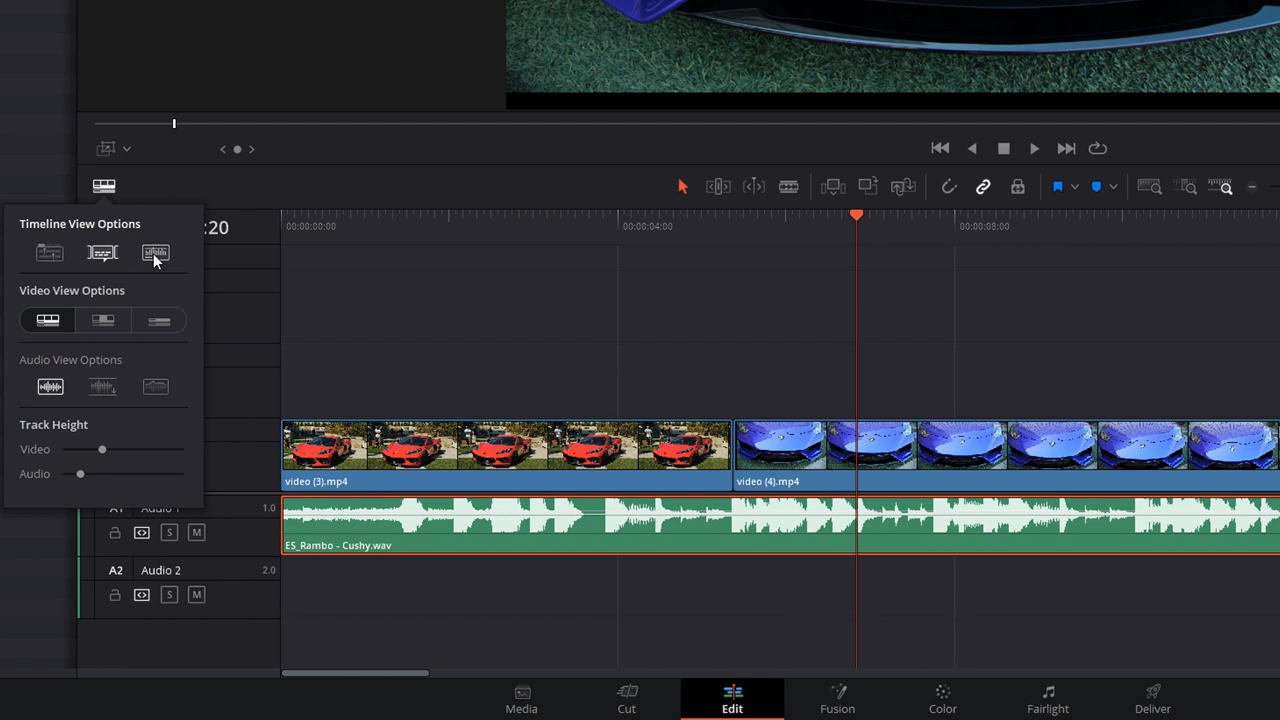 Timeline View Options
:20
00:00:00:00
00:00:04:00
00:00:08:00
Video View Options
Audio View Options
Track Height
Video
Audio
video (3).mp4
video (4).mp4
A1 Audio 1 1.0
S M
ES_Rambo - Cushy.wav
A2 Audio 2 2.0
S M
Media Cut Edit Fusion Color Fairlight Deliver